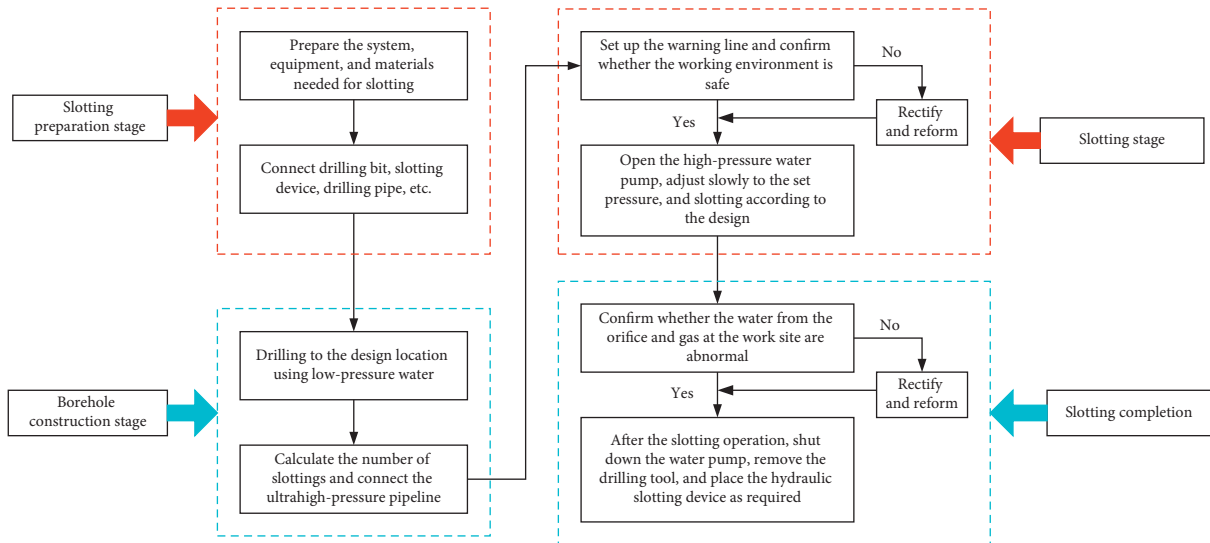 Slotting
preparation stage
Prepare the system,
equipment, and materials
needed for slotting
Connect drilling bit, slotting
device, drilling pipe, etc.
Borehole
construction stage
Drilling to the design location
using low-pressure water
Calculate the number of
slottings and connect the
ultrahigh-pressure pipeline
Set up the warning line and confirm
whether the working environment is
safe
No
Rectify
and reform
Yes
Open the high-pressure water
pump, adjust slowly to the set
pressure, and slotting according to
the design
Slotting stage
Confirm whether the water from the
orifice and gas at the work site are
abnormal
No
Rectify
and reform
Yes
After the slotting operation, shut
down the water pump, remove the
drilling tool, and place the hydraulic
slotting device as required
Slotting completion